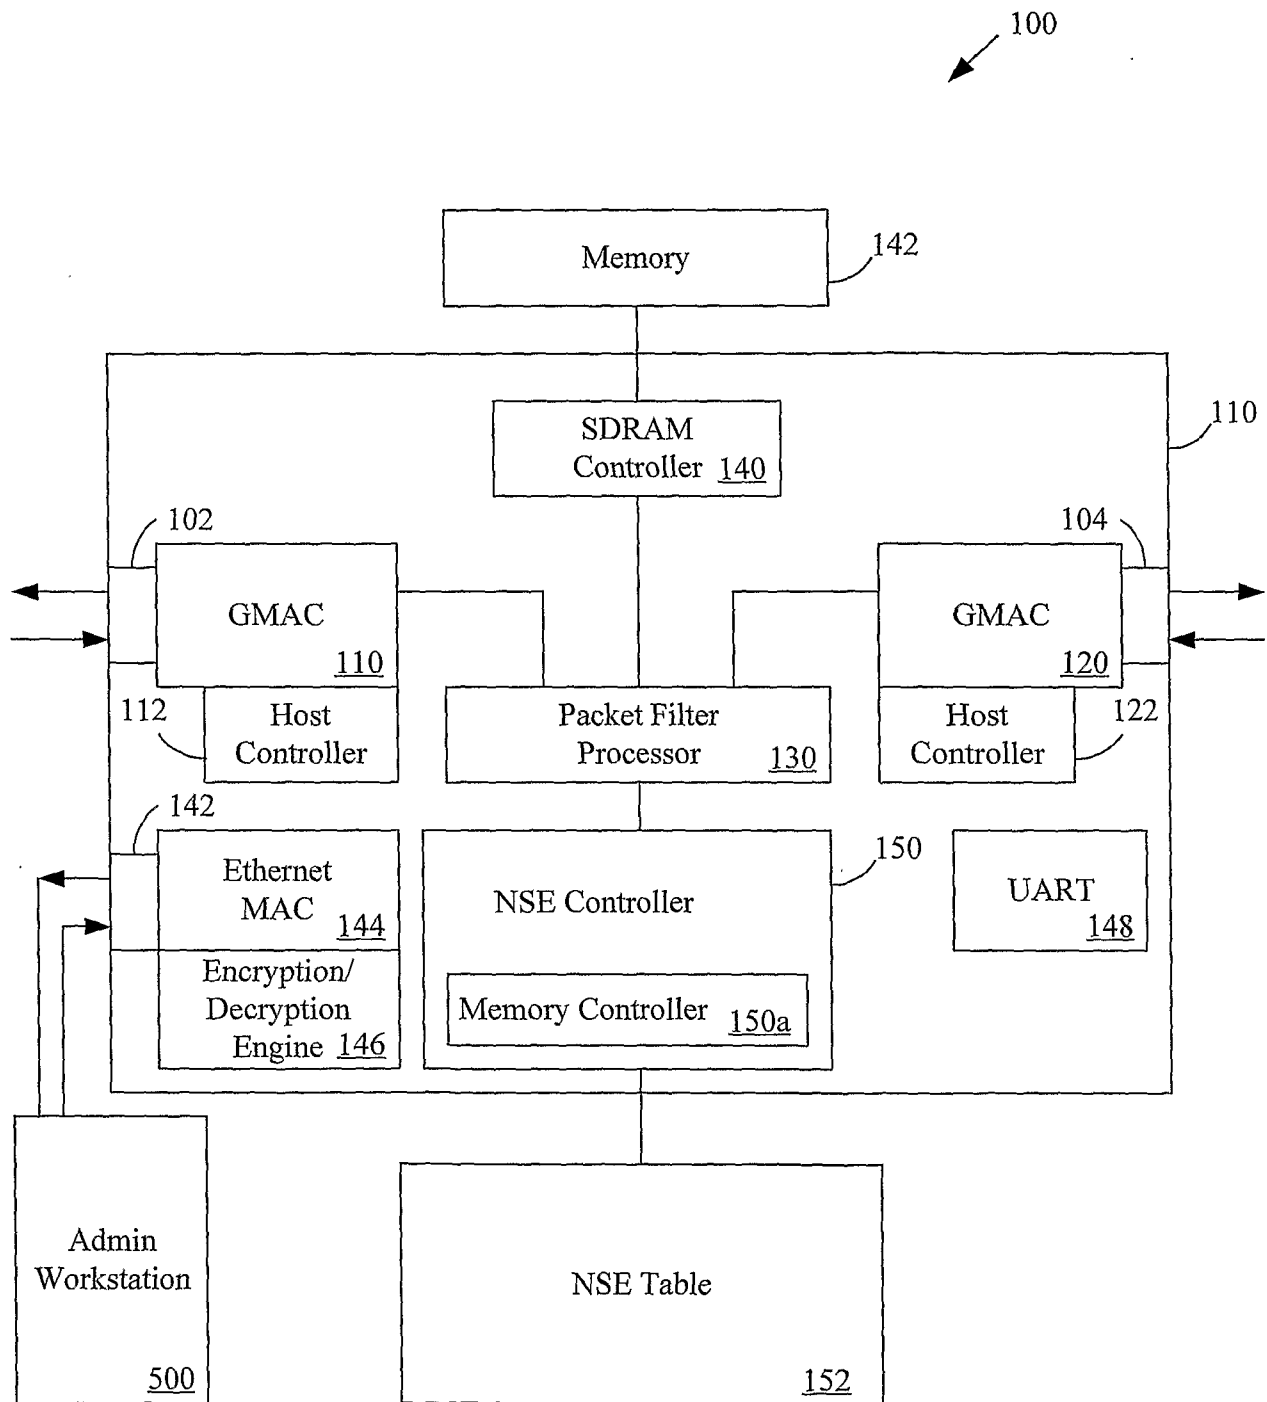 100
Memory
142
SDRAM
Controller 140
110
102
104
GMAC
110
GMAC
120
112
Host
Controller
Packet Filter
Processor
130
Host
Controller
122
142
Ethernet
MAC
144
NSE Controller
150
UART
148
Encryption/
Decryption
Engine 146
Memory Controller 150a
Admin
Workstation
500
NSE Table
152